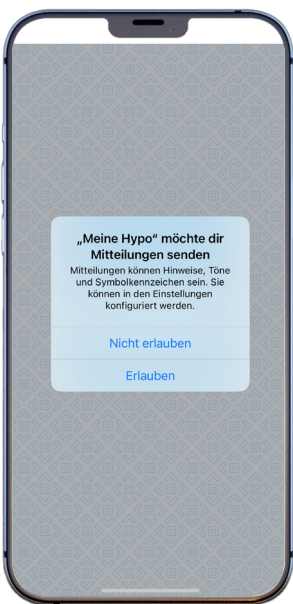 „Meine Hypo“ möchte dir
Mitteilungen senden
Mitteilungen können Hinweise, Töne
und Symbolkennzeichen sein. Sie
können in den Einstellungen
konfiguriert werden.
Nicht erlauben
Erlauben